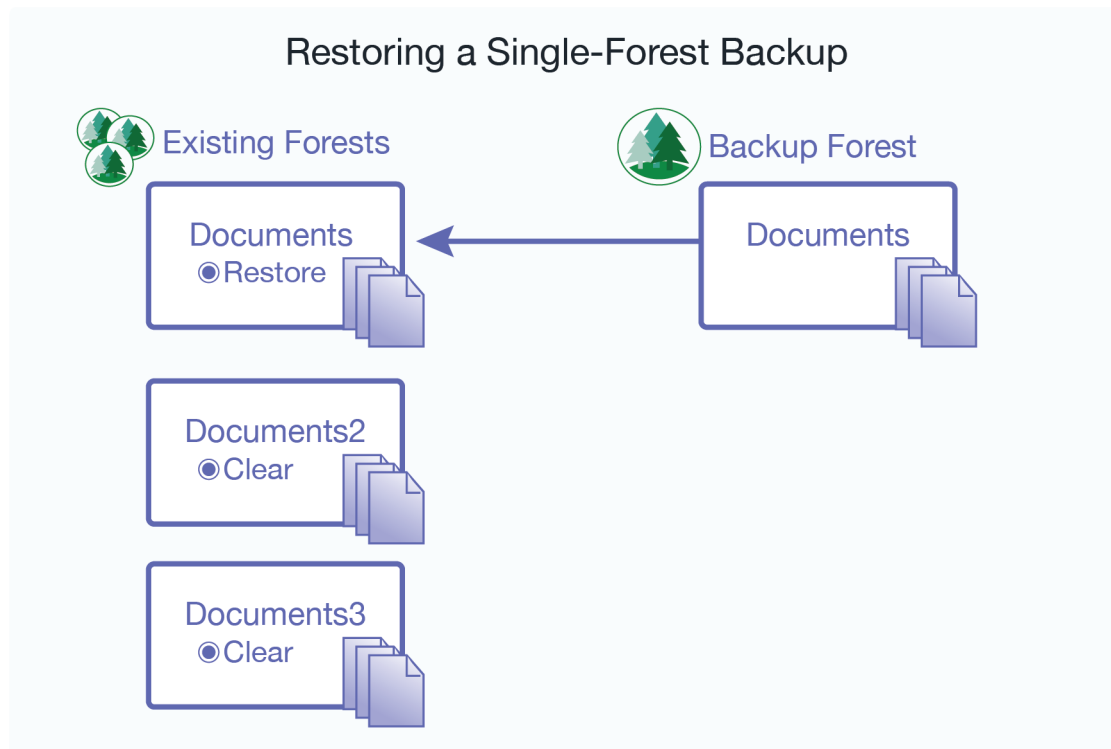 Restoring a Single-Forest Backup
Existing Forests
Backup Forest
Documents
Restore
Documents
Documents2
Clear
Documents3
Clear